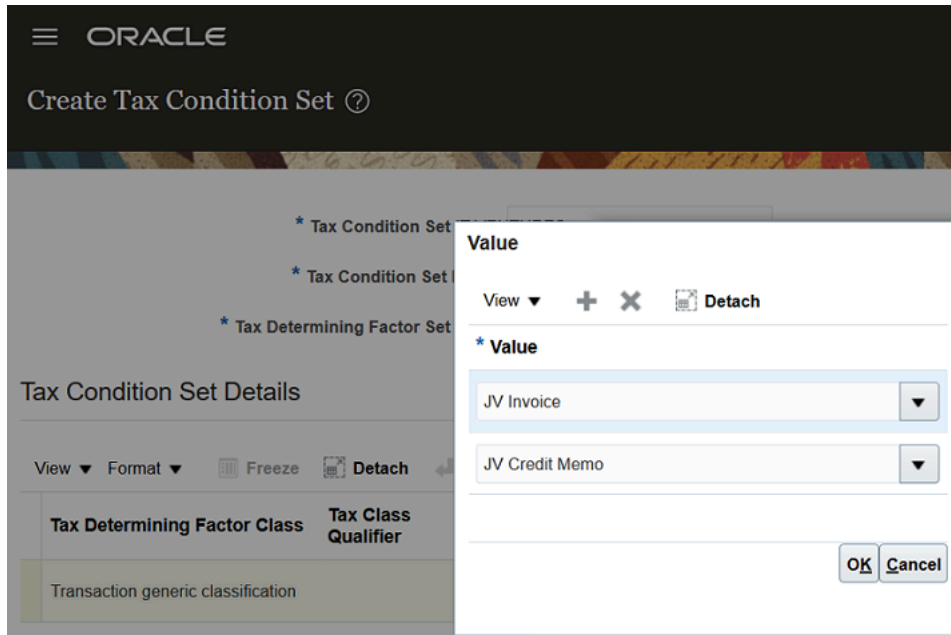 ORACLE
Create Tax Condition Set
* Tax Condition Set
* Tax Condition Set
* Tax Determining Factor Set
Tax Condition Set Details
View Format Freeze Detach
Tax Determining Factor Class
Tax Class
Qualifier
Transaction generic classification
Value
View Detach
* Value
JV Invoice
JV Credit Memo
OK Cancel